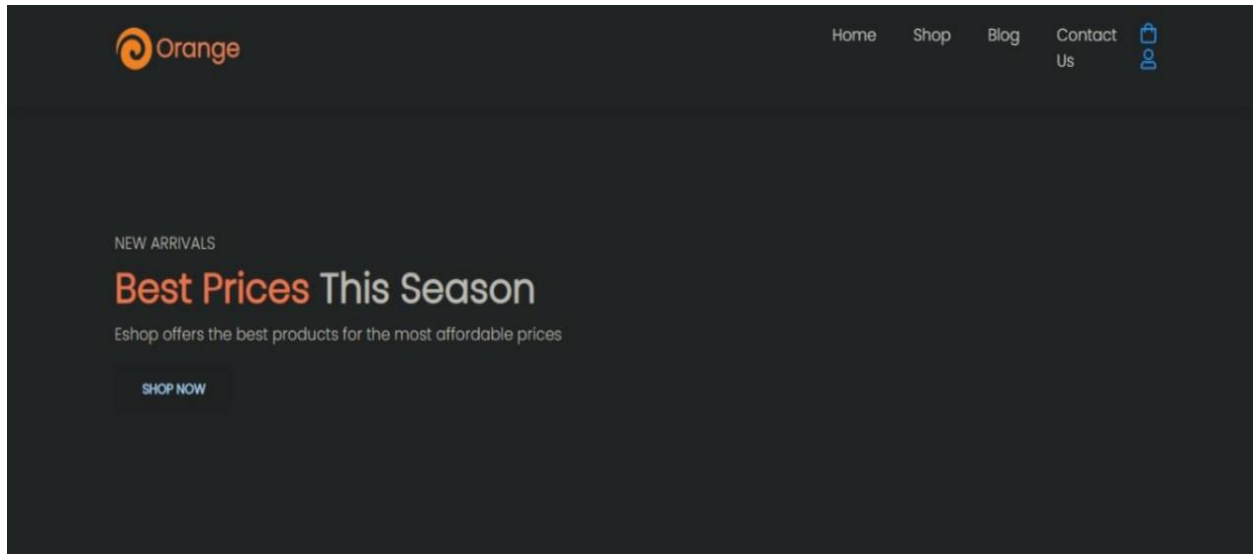 Orange
Home Shop Blog Contact
Us
NEW ARRIVALS
Best Prices This Season
Eshop offers the best products for the most affordable prices
SHOP NOW